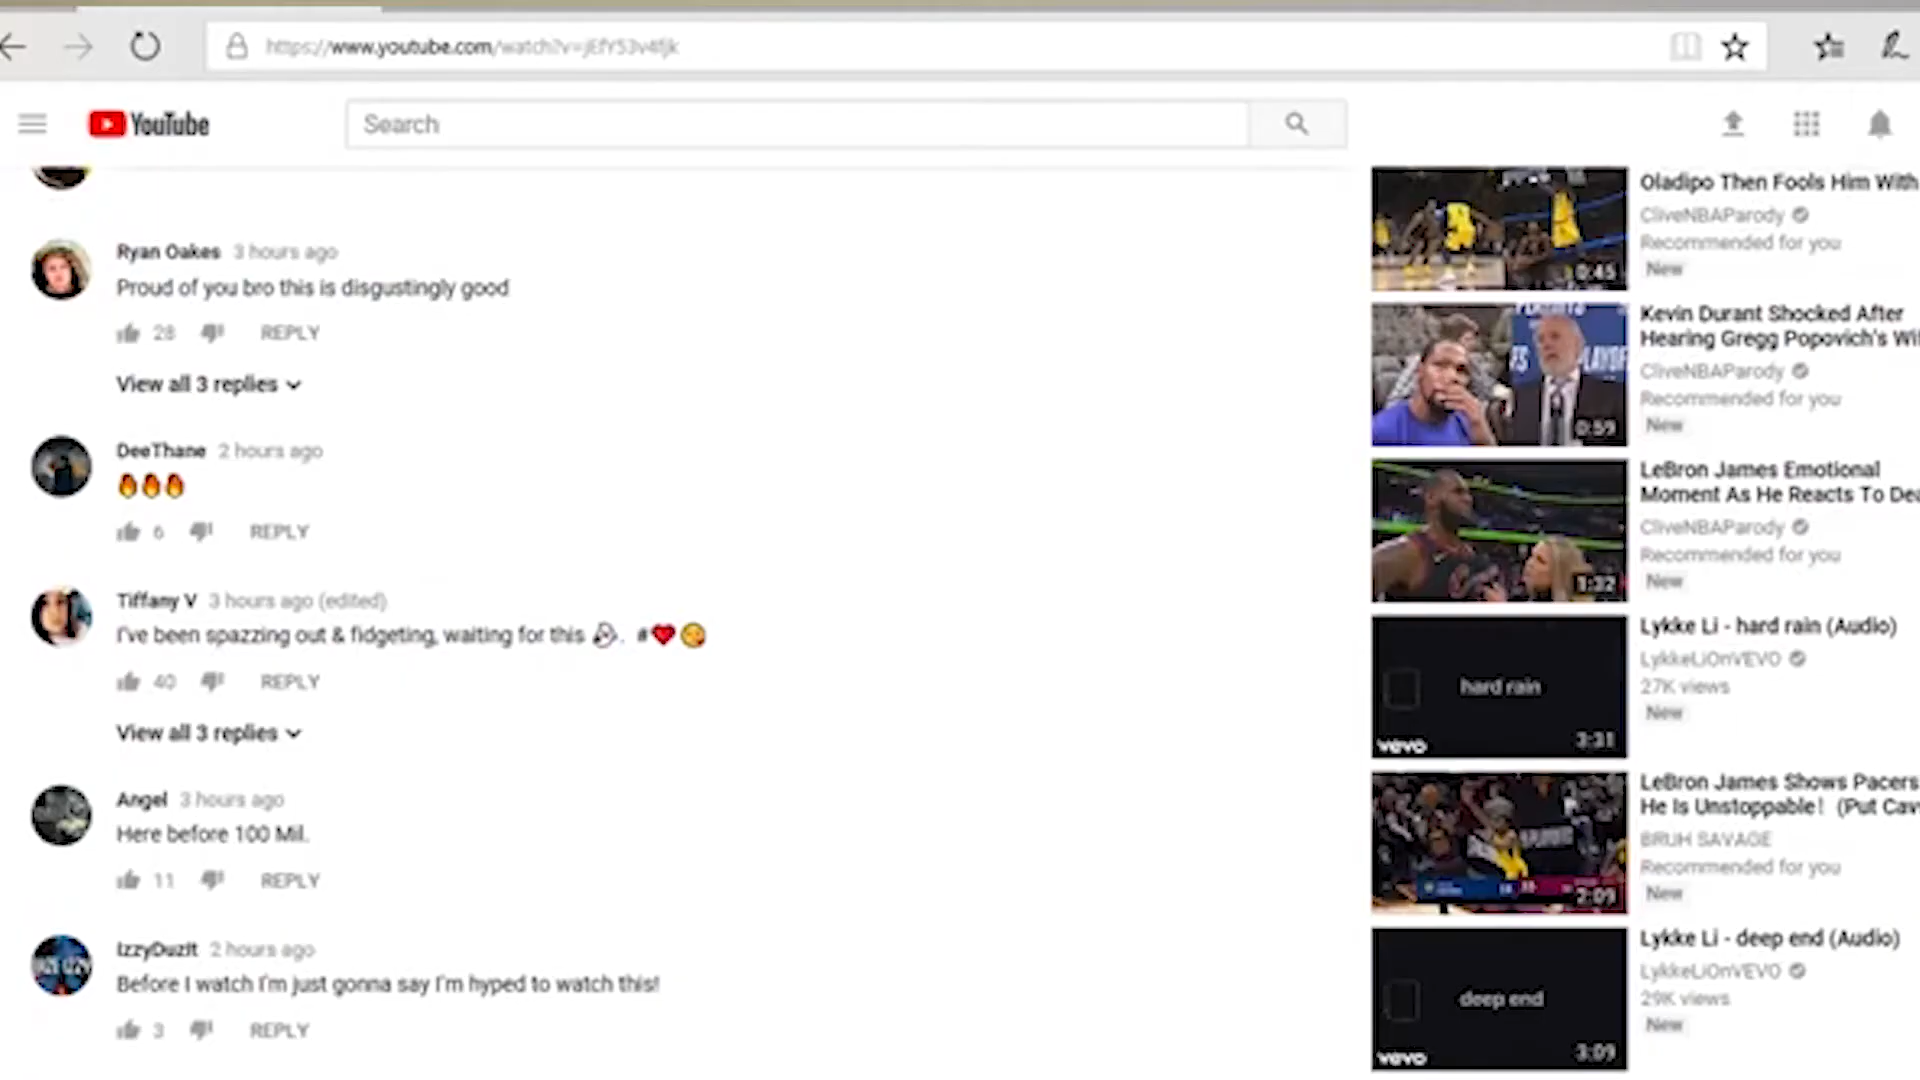 https://www.youtube.com/watch?v=
YouTube
Search
Ryan Oakes 3 hours ago
Proud of you bro this is disgustingly good
28 REPLY
View all 3 replies
DeeThane 2 hours ago
🔥🔥🔥
6 REPLY
Tiffany V 3 hours ago (edited)
I've been spazzing out & fidgeting, waiting for this . #❤😋
40 REPLY
View all 3 replies
Angel 3 hours ago
Here before 100 Mil.
11 REPLY
IzzyDuzIt 2 hours ago
Before I watch I'm just gonna say I'm hyped to watch this!
3 REPLY
Oladipo Then Fools Him With
CliveNBAParody
Recommended for you
New
0:45
Kevin Durant Shocked After
Hearing Gregg Popovich's Wif
CliveNBAParody
Recommended for you
New
0:59
LeBron James Emotional
Moment As He Reacts To Dea
CliveNBAParody
Recommended for you
New
1:32
Lykke Li - hard rain (Audio)
LykkeLiOnVEVO
27K views
New
hard rain
vevo
3:31
LeBron James Shows Pacers
He Is Unstoppable! (Put Cav
BRUH SAVAGE
Recommended for you
New
2:09
Lykke Li - deep end (Audio)
LykkeLiOnVEVO
29K views
New
deep end
vevo
3:09